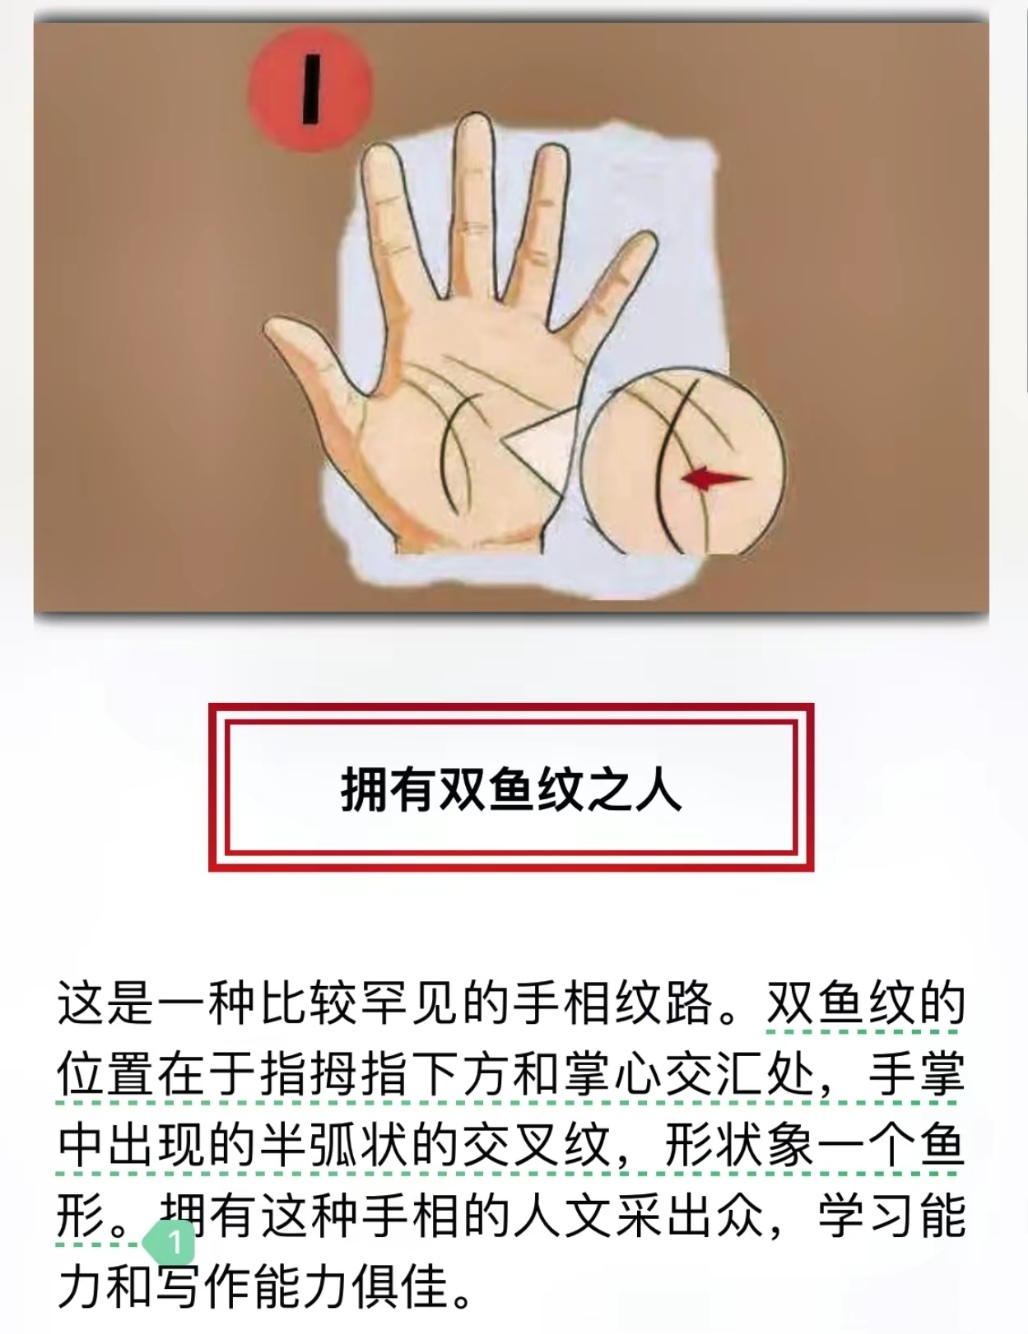 1
拥有双鱼纹之人
这是一种比较罕见的手相纹路。双鱼纹的
位置在于指拇指下方和掌心交汇处，手掌
中出现的半弧状的交叉纹，形状象一个鱼
形。拥有这种手相的人文采出众，学习能
1
力和写作能力俱佳。